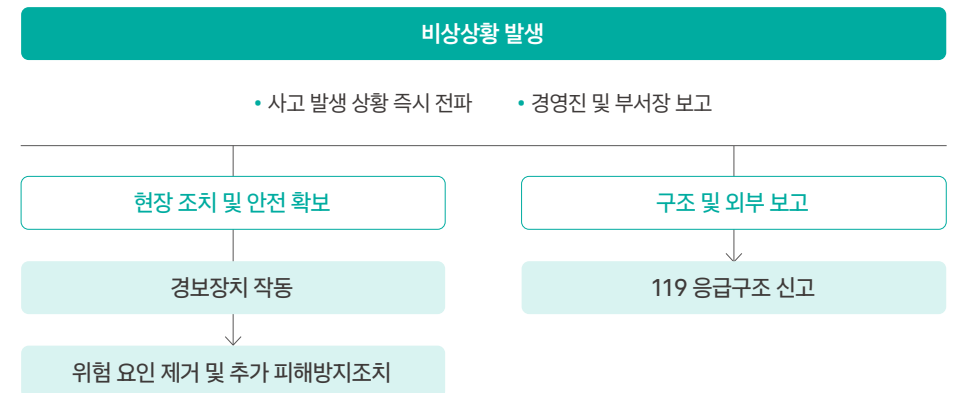 비상상황 발생
• 사고 발생 상황 즉시 전파 • 경영진 및 부서장 보고
현장 조치 및 안전 확보
구조 및 외부 보고
경보장치 작동
119 응급구조 신고
위험 요인 제거 및 추가 피해방지조치